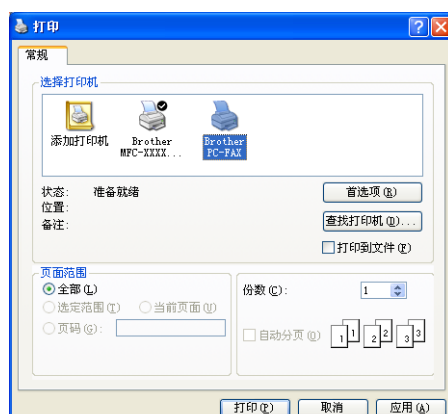 打印
常规
选择打印机
添加打印机
Brother
MFC-XXXX...
Brother
PC-FAX
状态: 准备就绪
位置:
备注:
首选项(R)
查找打印机(D)...
打印到文件(F)
页面范围
全部(L)
选定范围(T) 当前页面(U)
页码(G):
份数(C): 1
自动分页(O)
1 1 2 2 3 3
打印(P) 取消 应用(A)